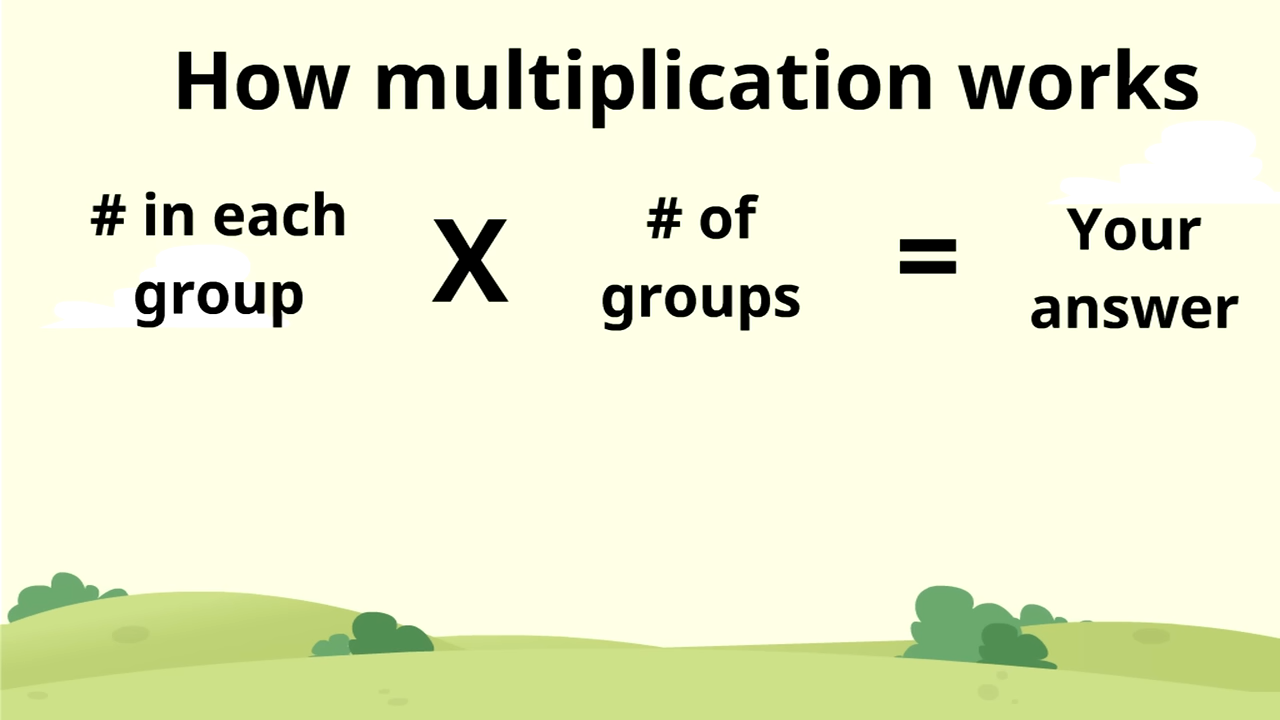 How multiplication works
# in each
group
X
# of
groups
=
Your
answer